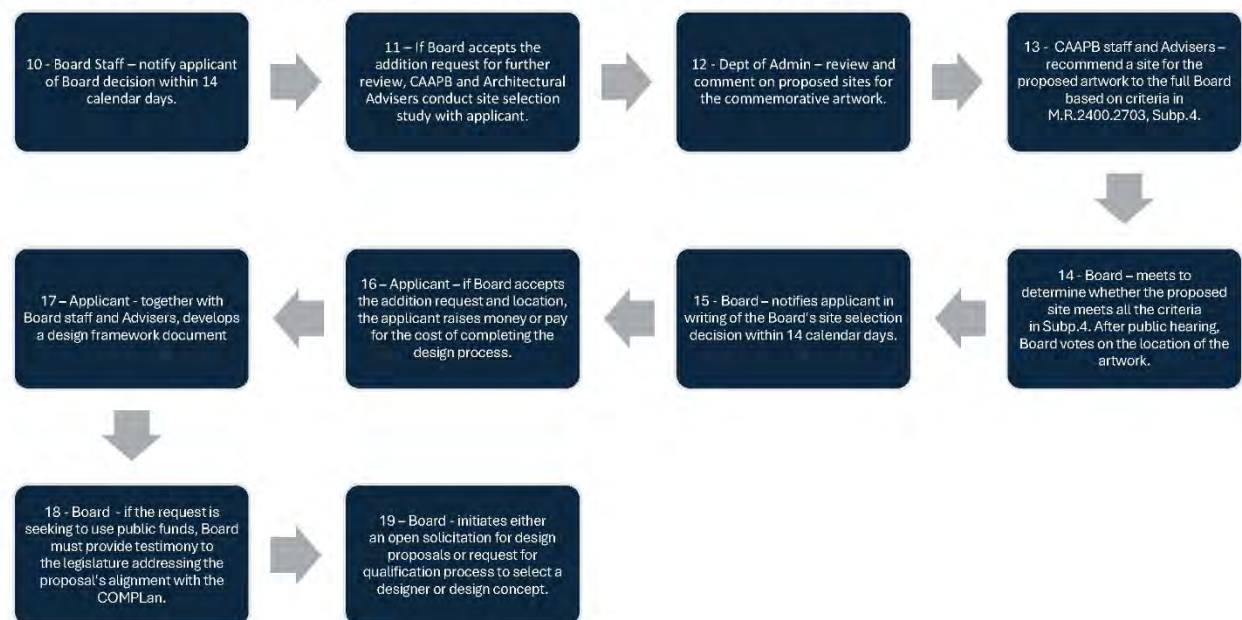 10 - Board Staff – notify applicant
of Board decision within 14
calendar days.
11 – If Board accepts the
addition request for further
review, CAAPB and Architectural
Advisers conduct site selection
study with applicant.
12 - Dept of Admin – review and
comment on proposed sites for
the commemorative artwork.
13 - CAAPB staff and Advisers –
recommend a site for the
proposed artwork to the full Board
based on criteria in
M.R.2400.2703, Subp.4.
14 - Board – meets to
determine whether the proposed
site meets all the criteria
in Subp.4. After public hearing,
Board votes on the location of the
artwork.
15 - Board – notifies applicant in
writing of the Board's site selection
decision within 14 calendar days.
16 – Applicant – if Board accepts
the addition request and location,
the applicant raises money or pay
for the cost of completing the
design process.
17 – Applicant - together with
Board staff and Advisers, develops
a design framework document
18 - Board - if the request is
seeking to use public funds, Board
must provide testimony to
the legislature addressing the
proposal's alignment with the
COMPLan.
19 – Board - initiates either
an open solicitation for design
proposals or request for
qualification process to select a
designer or design concept.